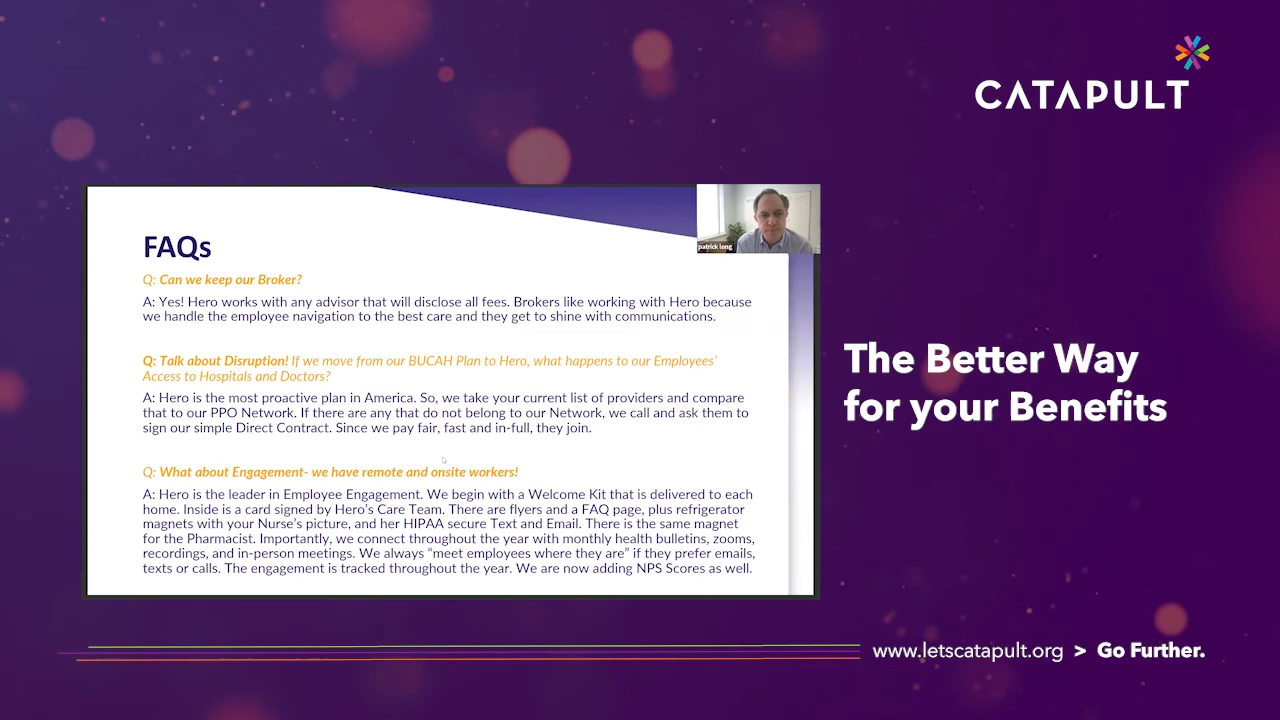 CATAPULT
patrick long
FAQs
Q: Can we keep our Broker?
A: Yes! Hero works with any advisor that will disclose all fees. Brokers like working with Hero because
we handle the employee navigation to the best care and they get to shine with communications.
Q: Talk about Disruption! If we move from our BUCAH Plan to Hero, what happens to our Employees'
Access to Hospitals and Doctors?
A: Hero is the most proactive plan in America. So, we take your current list of providers and compare
that to our PPO Network. If there are any that do not belong to our Network, we call and ask them to
sign our simple Direct Contract. Since we pay fair, fast and in-full, they join.
Q: What about Engagement- we have remote and onsite workers!
A: Hero is the leader in Employee Engagement. We begin with a Welcome Kit that is delivered to each
home. Inside is a card signed by Hero's Care Team. There are flyers and a FAQ page, plus refrigerator
magnets with your Nurse's picture, and her HIPAA secure Text and Email. There is the same magnet
for the Pharmacist. Importantly, we connect throughout the year with monthly health bulletins, zooms,
recordings, and in-person meetings. We always “meet employees where they are” if they prefer emails,
texts or calls. The engagement is tracked throughout the year. We are now adding NPS Scores as well.
The Better Way
for your Benefits
www.letscatapult.org > Go Further.